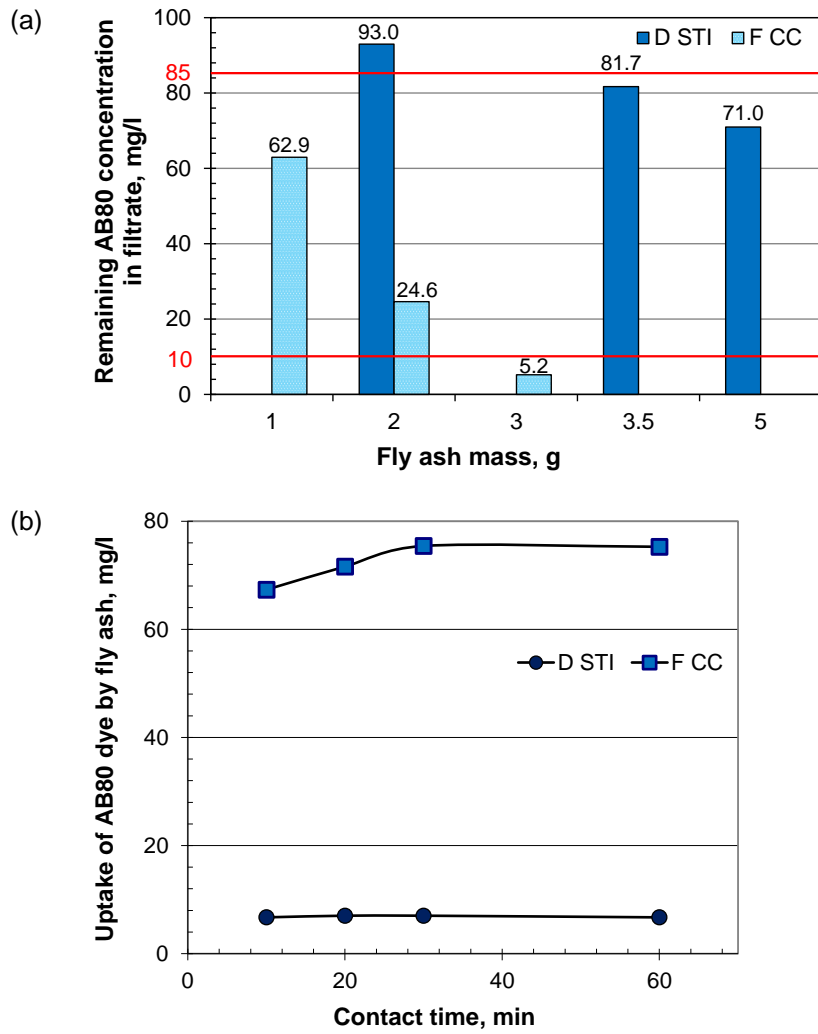 (a)
Remaining AB80 concentration
in filtrate, mg/l
100
85
80
60
40
20
10
0
D STI
F CC
93.0
81.7
71.0
62.9
24.6
5.2
1
2
3
3.5
5
Fly ash mass, g
(b)
Uptake of AB80 dye by fly ash, mg/l
80
60
40
20
0
D STI
F CC
0
20
40
60
Contact time, min